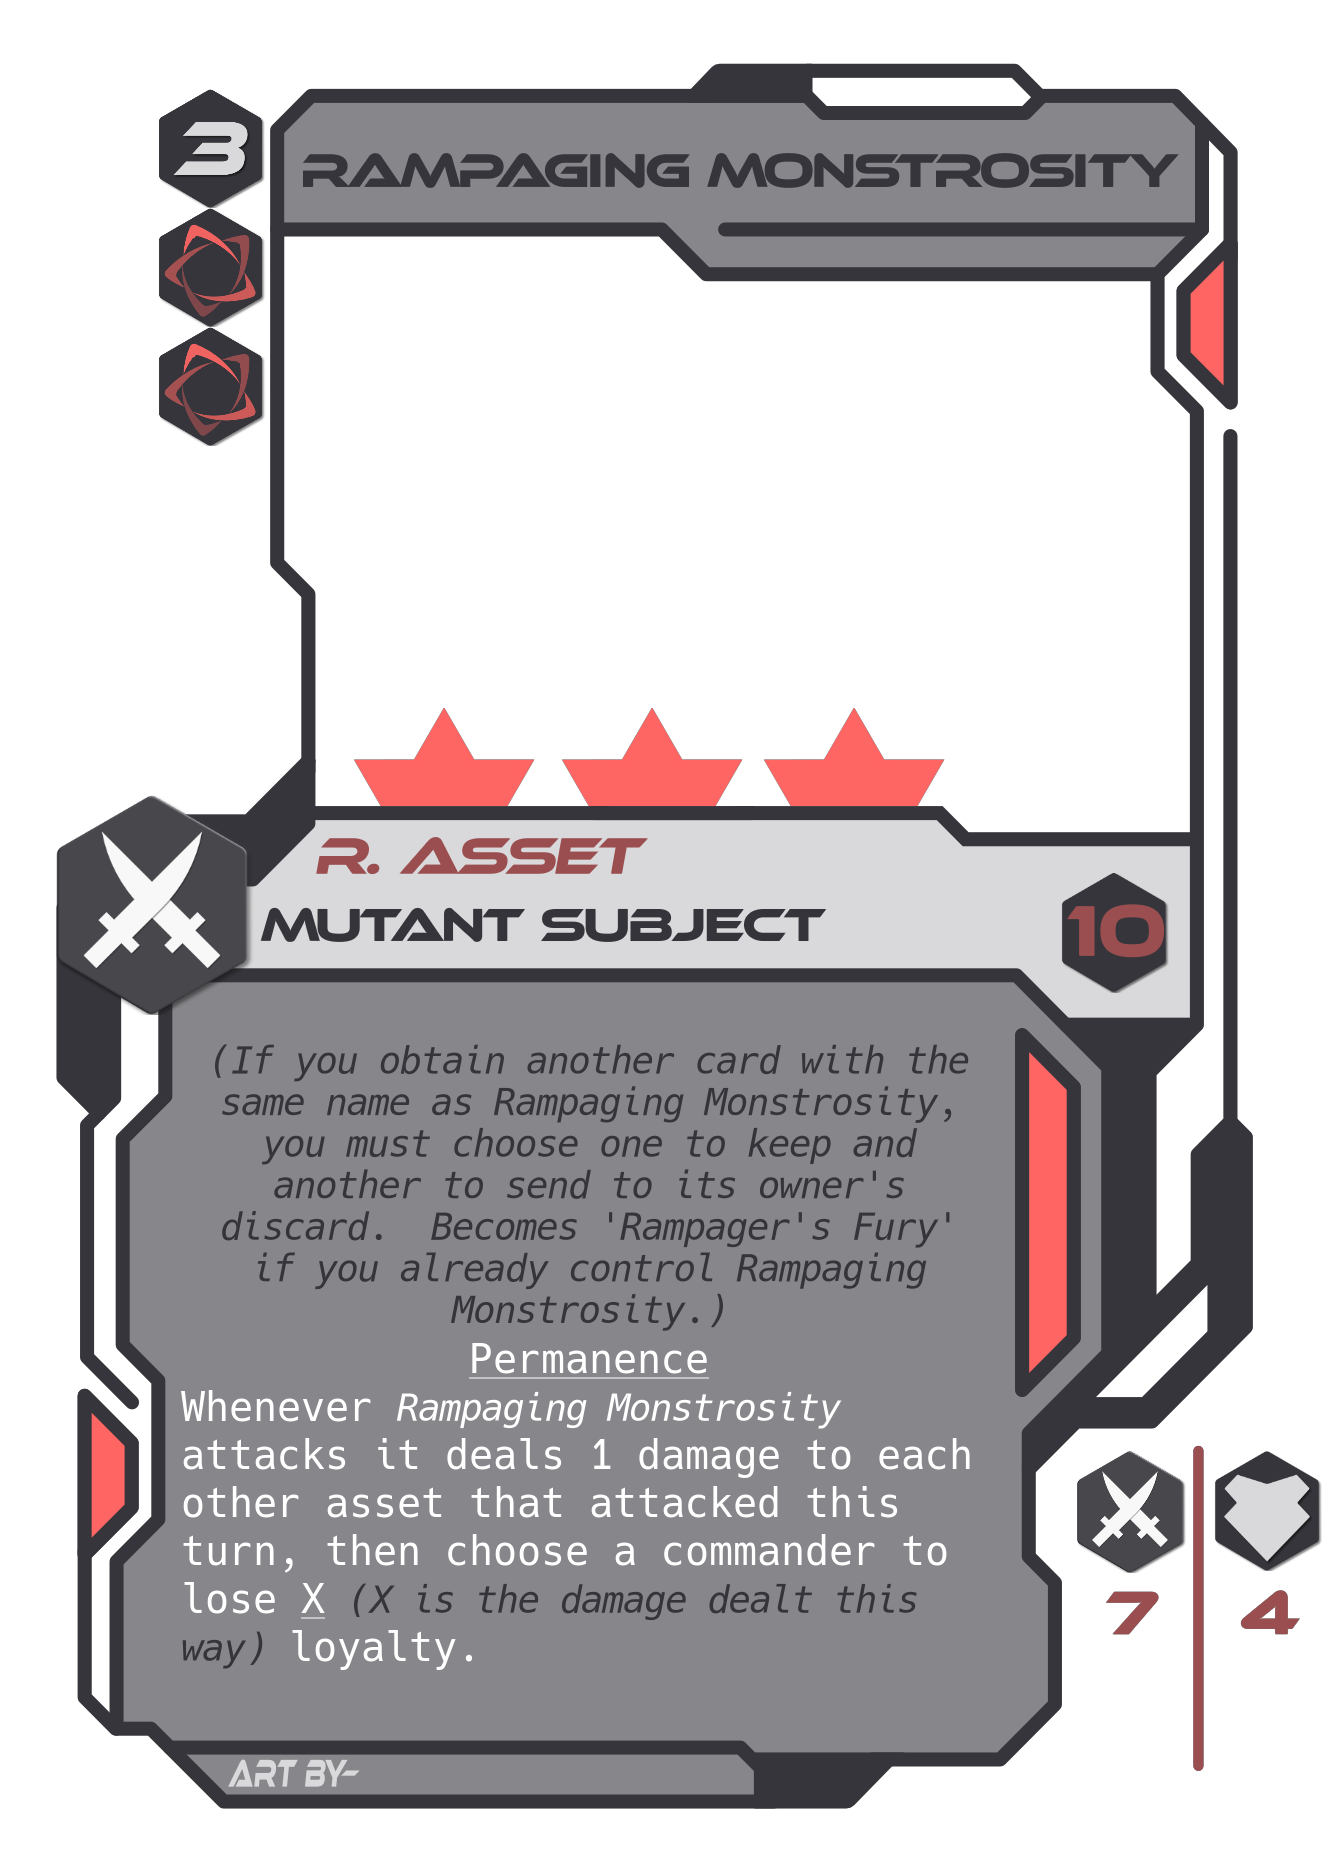 3
RAMPAGING MONSTROSITY
R. ASSET
MUTANT SUBJECT
10
(If you obtain another card with the
same name as Rampaging Monstrosity,
you must choose one to keep and
another to send to its owner's
discard.  Becomes 'Rampager's Fury'
if you already control Rampaging
Monstrosity.)
Permanence
Whenever Rampaging Monstrosity
attacks it deals 1 damage to each
other asset that attacked this
turn, then choose a commander to
lose X (X is the damage dealt this
way) loyalty.
7
4
ART BY-